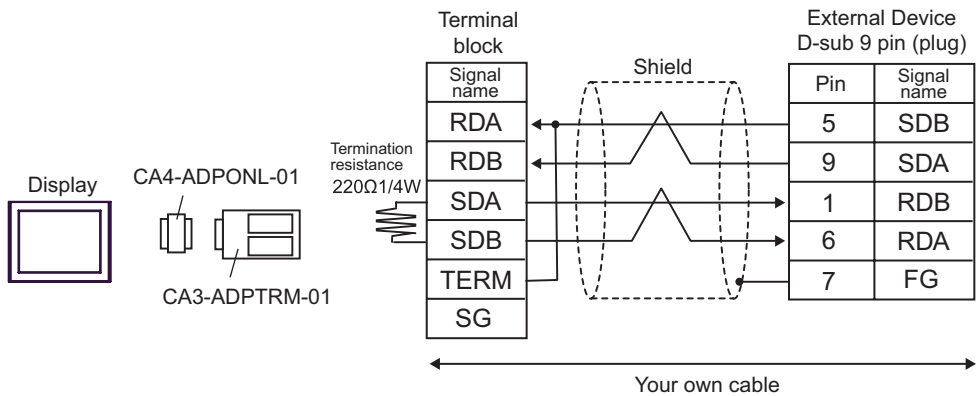 Display
CA4-ADPONL-01
CA3-ADPTRM-01
Termination
resistance
220Ω1/4W
Terminal
block
Signal
name
RDA
RDB
SDA
SDB
TERM
SG
Shield
External Device
D-sub 9 pin (plug)
Pin Signal
name
5 SDB
9 SDA
1 RDB
6 RDA
7 FG
Your own cable